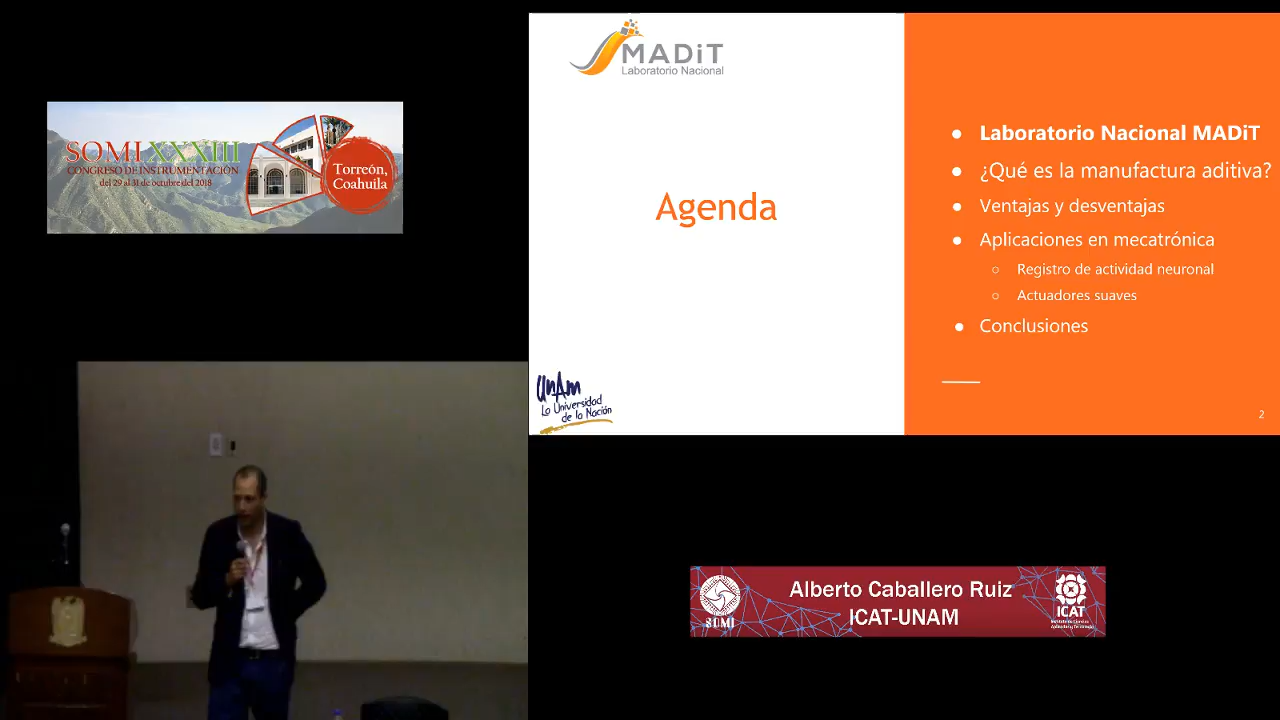 SOMI XXXIII
CONGRESO DE INSTRUMENTACIÓN
del 29 al 31 de octubre del 2018
Torreón,
Coahuila
MADiT
Laboratorio Nacional
Agenda
UnAm
La Universidad
de la Nación
● Laboratorio Nacional MADiT
● ¿Qué es la manufactura aditiva?
● Ventajas y desventajas
● Aplicaciones en mecatrónica
○ Registro de actividad neuronal
○ Actuadores suaves
● Conclusiones
2
SOMI
Alberto Caballero Ruiz
ICAT-UNAM
ICAT